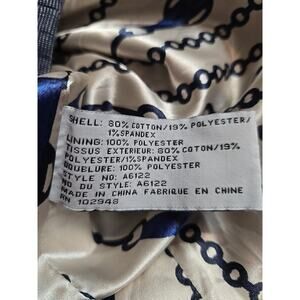 SHELL: 80% COTTON/19% POLYESTER/
1%SPANDEX
LINING:100% POLYESTER
TISSUS EXTERIEUR: 80% COTON/19%
POLYESTER/1%SPANDEX
DOUBLURE: 100% POLYESTER
STYLE NO: A6122
NO DU STYLE: A6122
MADE IN CHINA FABRIQUE EN CHINE
RN 102948